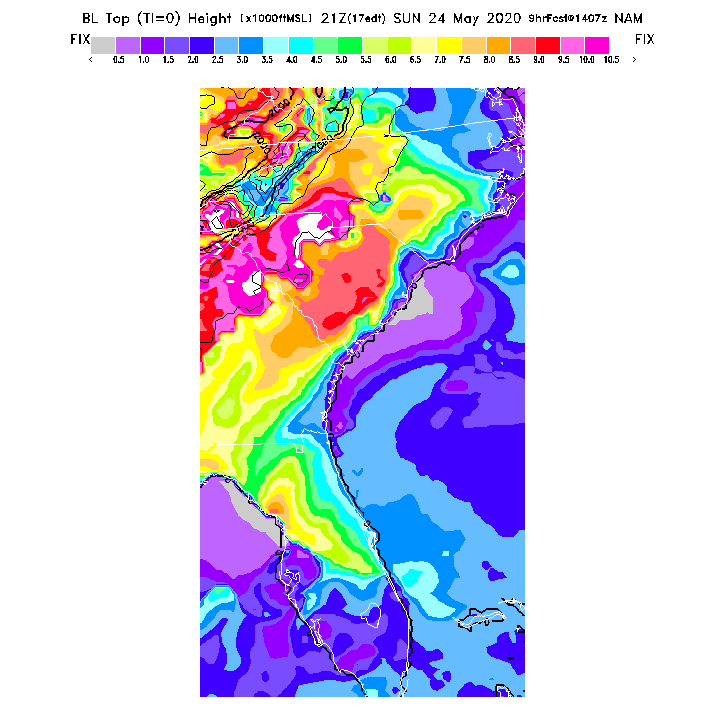 BL Top (TI=0) Height [x1000ftMSL] 21Z(17edt) SUN 24 May 2020 9hrFcst@1407z NAM
FIX FIX
< 0.5 1.0 1.5 2.0 2.5 3.0 3.5 4.0 4.5 5.0 5.5 6.0 6.5 7.0 7.5 8.0 8.5 9.0 9.5 10.0 10.5 >
2000
2000
2000